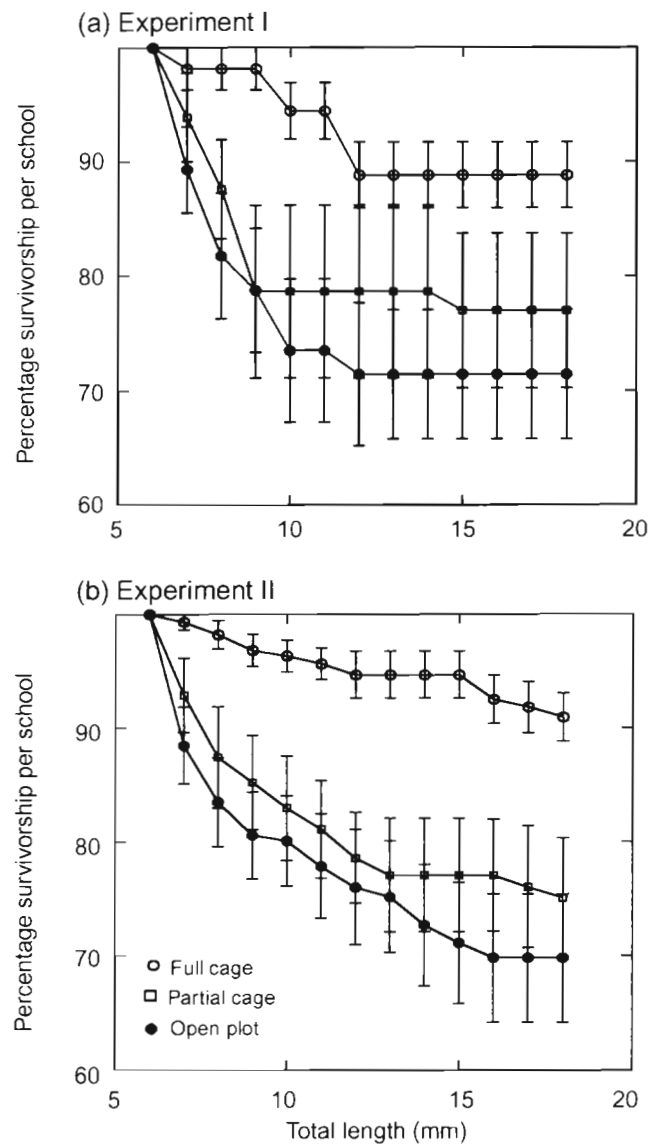 (a) Experiment I
Percentage survivorship per school
90
80
70
60
5 10 15 20
(b) Experiment II
Percentage survivorship per school
90
80
70
60
Full cage
Partial cage
Open plot
5 10 15 20
Total length (mm)